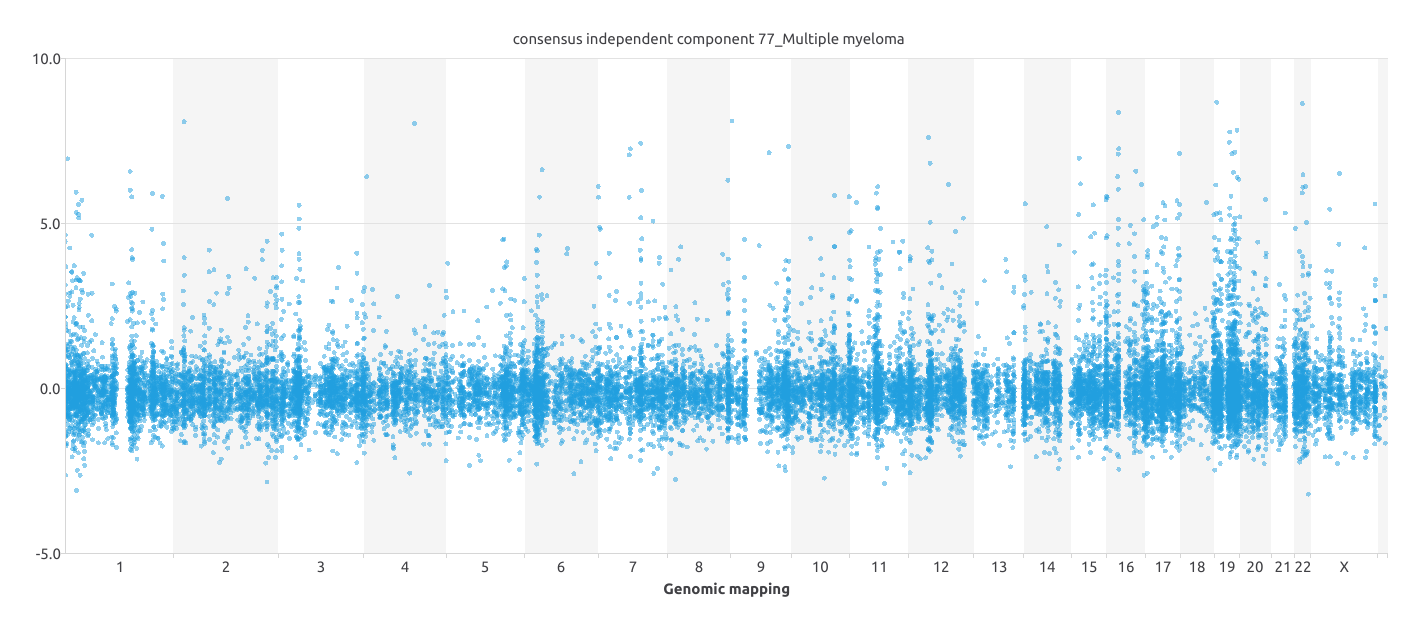 consensus independent component 77_Multiple myeloma
10.0
5.0
0.0
-5.0
1 2 3 4 5 6 7 8 9 10 11 12 13 14 15 16 17 18 19 20 21 22 X
Genomic mapping